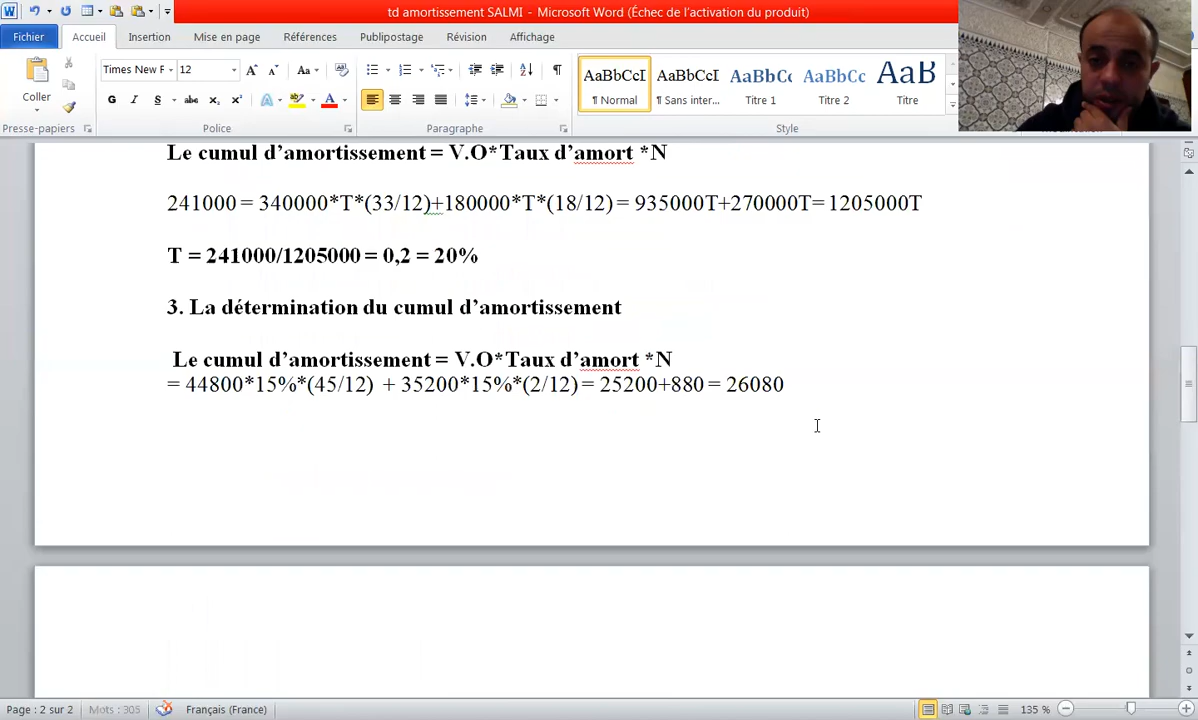 td amortissement SALMI - Microsoft Word (Échec de l'activation du produit)
Fichier Accueil Insertion Mise en page Références Publipostage Révision Affichage
Coller
Times New F 12
G I S abc x₂ x² A A Aa
AaBbCcI AaBbCcI AaBbCc AaBbCc AaB
¶ Normal ¶ Sans inter... Titre 1 Titre 2 Titre
Presse-papiers Police Paragraphe Style
Le cumul d'amortissement = V.O*Taux d'amort *N
241000 = 340000*T*(33/12)+180000*T*(18/12) = 935000T+270000T= 1205000T
T = 241000/1205000 = 0,2 = 20%
3. La détermination du cumul d'amortissement
Le cumul d'amortissement = V.O*Taux d'amort *N
= 44800*15%*(45/12) + 35200*15%*(2/12) = 25200+880 = 26080
Page : 2 sur 2 Mots : 305 Français (France) 135 %